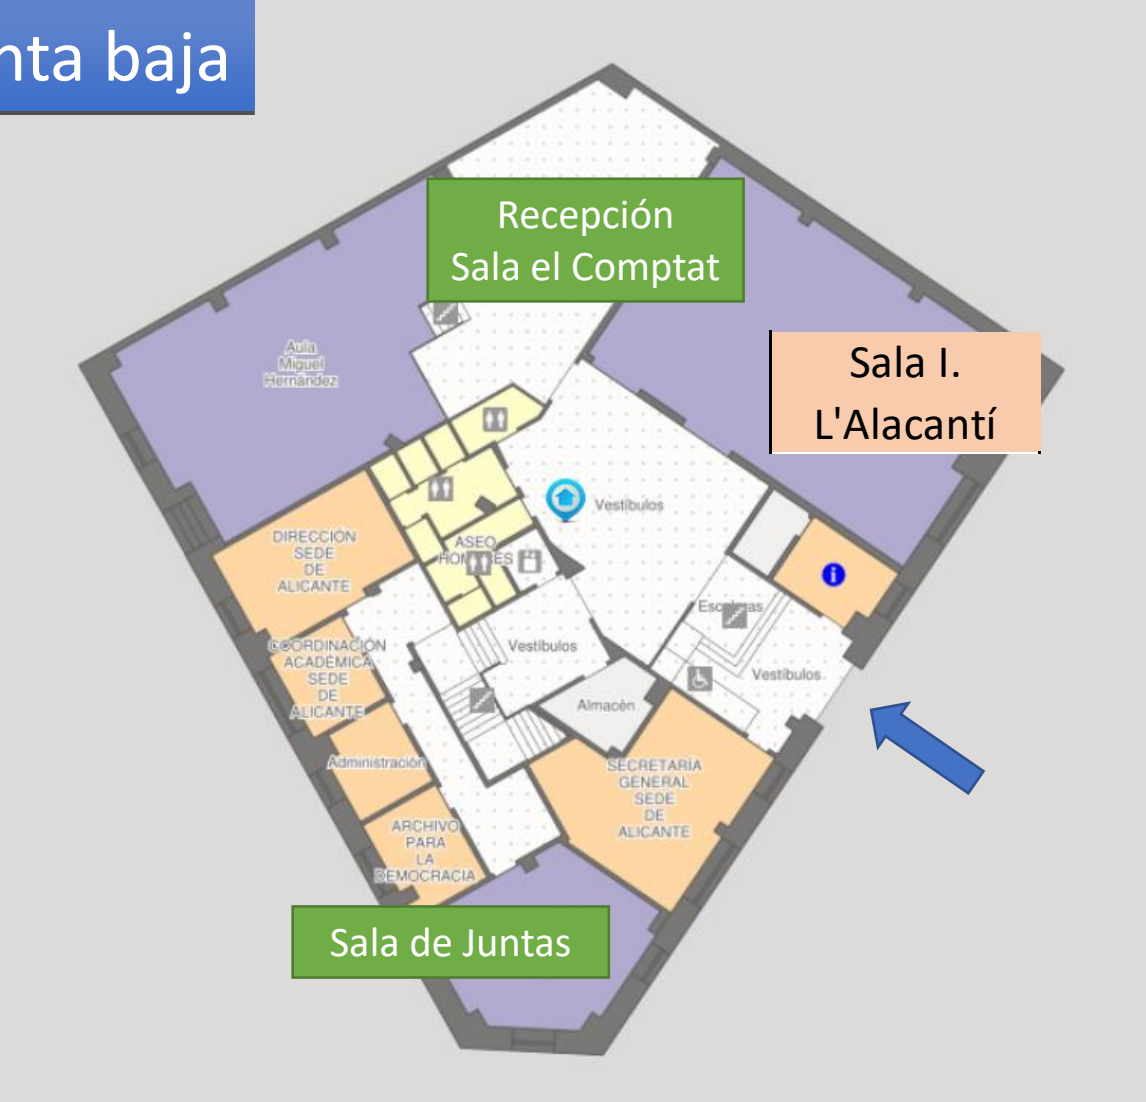 nta baja
Recepción
Sala el Comptat
Sala I.
L'Alacantí
Aula
Miguel
Hernández
Vestíbulos
DIRECCIÓN
SEDE
DE
ALICANTE
ASEO
HOMBRES
Escaleras
COORDINACIÓN
ACADÉMICA
SEDE
DE
ALICANTE
Vestíbulos
Vestíbulos
Almacén
Administración
SECRETARÍA
GENERAL
SEDE
DE
ALICANTE
ARCHIVO
PARA
LA
DEMOCRACIA
Sala de Juntas